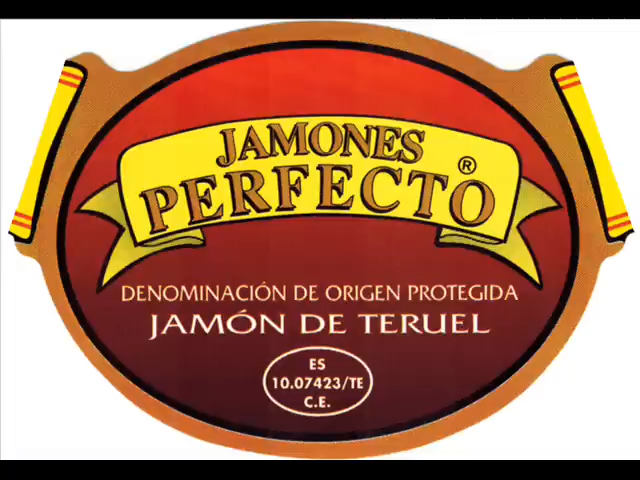 JAMONES
PERFECTO®
DENOMINACIÓN DE ORIGEN PROTEGIDA
JAMÓN DE TERUEL
ES
10.07423/TE
C.E.